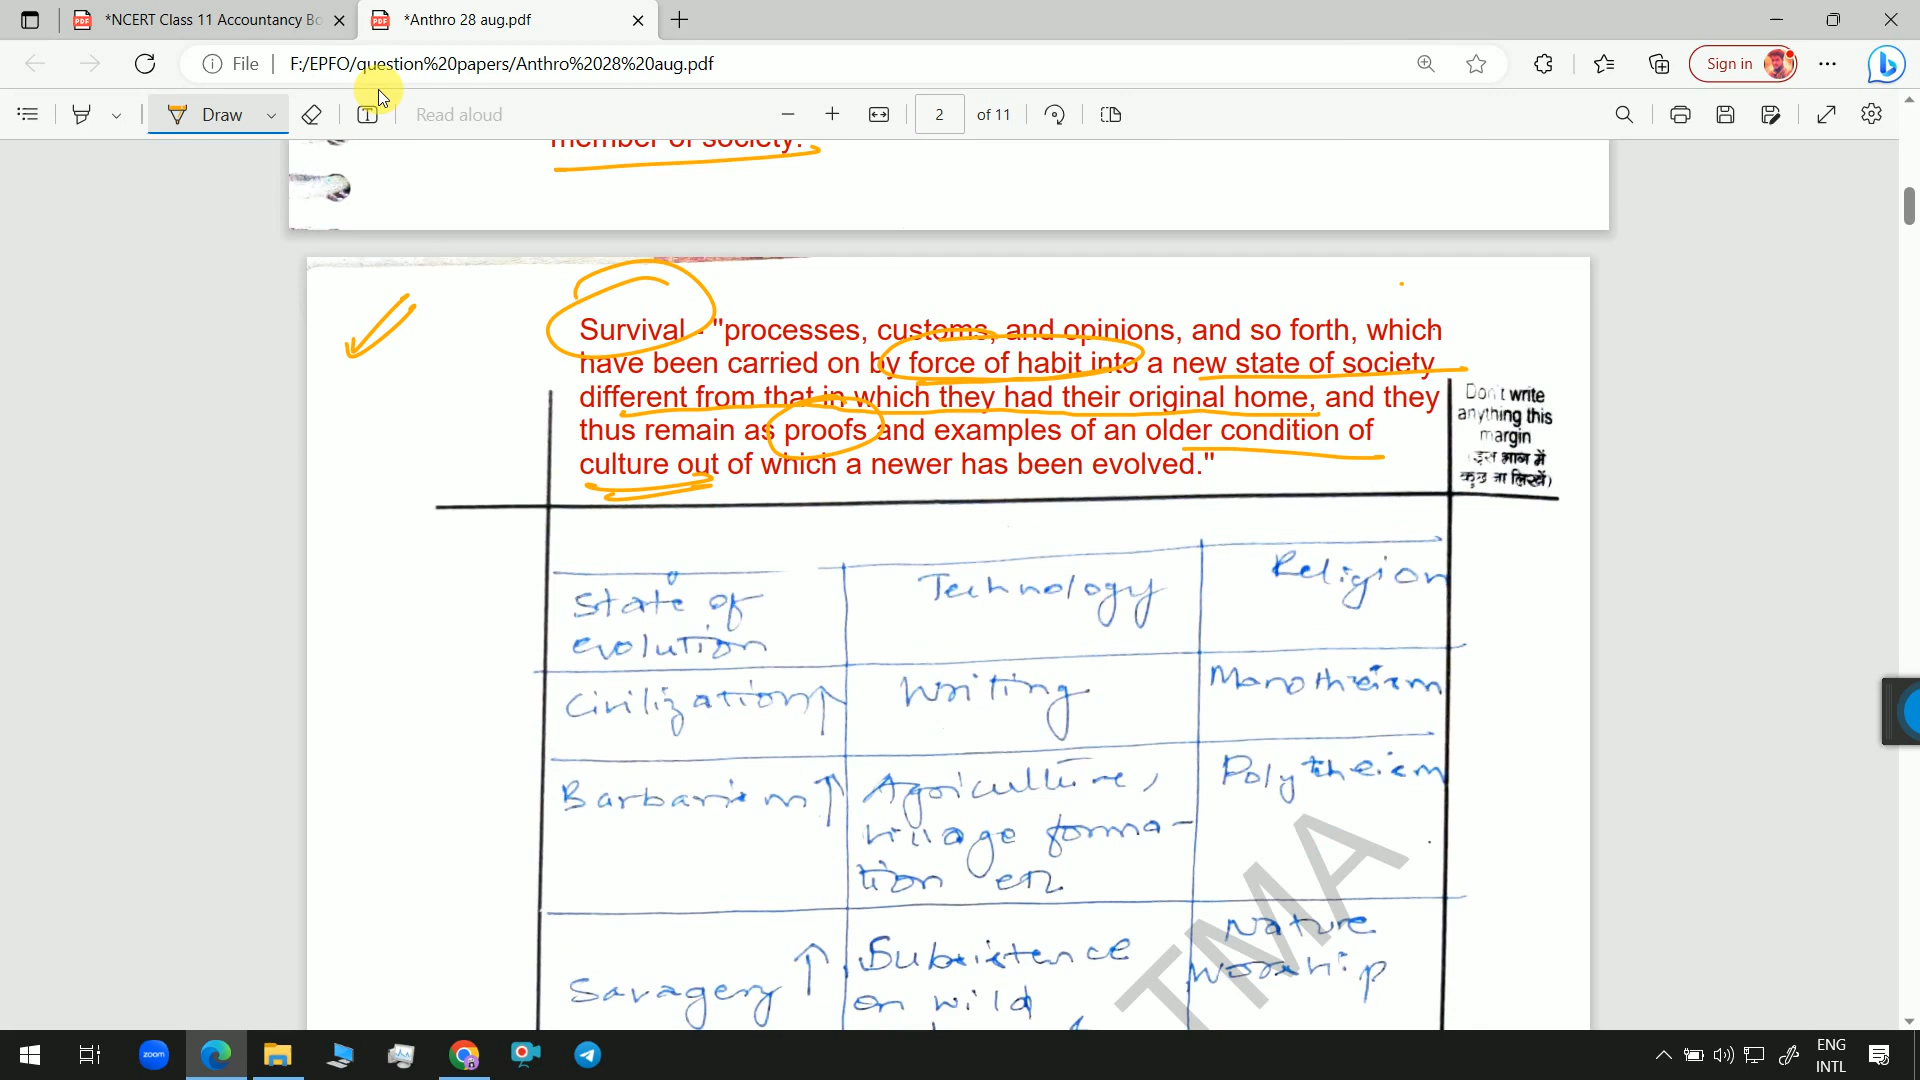 *NCERT Class 11 Accountancy Bo
*Anthro 28 aug.pdf
File
F:/EPFO/question%20papers/Anthro%2028%20aug.pdf
Sign in
Draw
Read aloud
2
of 11
member of society.
Survival - "processes, customs, and opinions, and so forth, which
have been carried on by force of habit into a new state of society
different from that in which they had their original home, and they
thus remain as proofs and examples of an older condition of
culture out of which a newer has been evolved."
Don't write
anything this
margin
(इस भाग में
कुछ ना लिखें)
State of
evolution
Technology
Religion
Civilization↑
Writing
Monotheism
Barbarism ↑
Agriculture,
village forma-
tion etc
Polytheism
Savagery ↑
Subsistence
on wild
Nature
worship
TMA
zoom
ENG
INTL